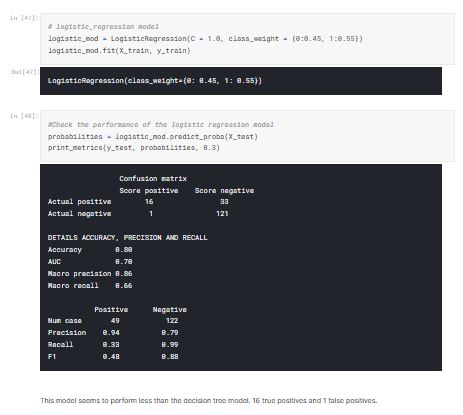 In [47]:
# logistic_regression model
logistic_mod = LogisticRegression(C = 1.0, class_weight = {0:0.45, 1:0.55})
logistic_mod.fit(X_train, y_train)
Out[47]:
LogisticRegression(class_weight={0: 0.45, 1: 0.55})
In [48]:
#Check the performance of the logistic regression model
probabilities = logistic_mod.predict_proba(X_test)
print_metrics(y_test, probabilities, 0.3)
Confusion matrix
Score positive Score negative
Actual positive 16 33
Actual negative 1 121
DETAILS ACCURACY, PRECISION AND RECALL
Accuracy 0.80
AUC 0.70
Macro precision 0.86
Macro recall 0.66
Positive Negative
Num case 49 122
Precision 0.94 0.79
Recall 0.33 0.99
F1 0.48 0.88
This model seems to perform less than the decision tree model. 16 true positives and 1 false positives.